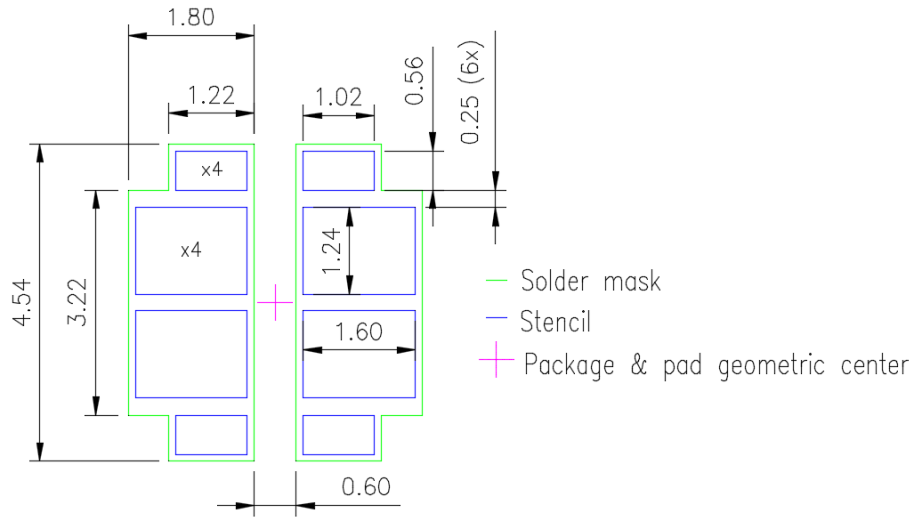 1.80
1.22
1.02
0.56
0.25 (6x)
x4
x4
1.24
4.54
3.22
1.60
0.60
Solder mask
Stencil
Package & pad geometric center